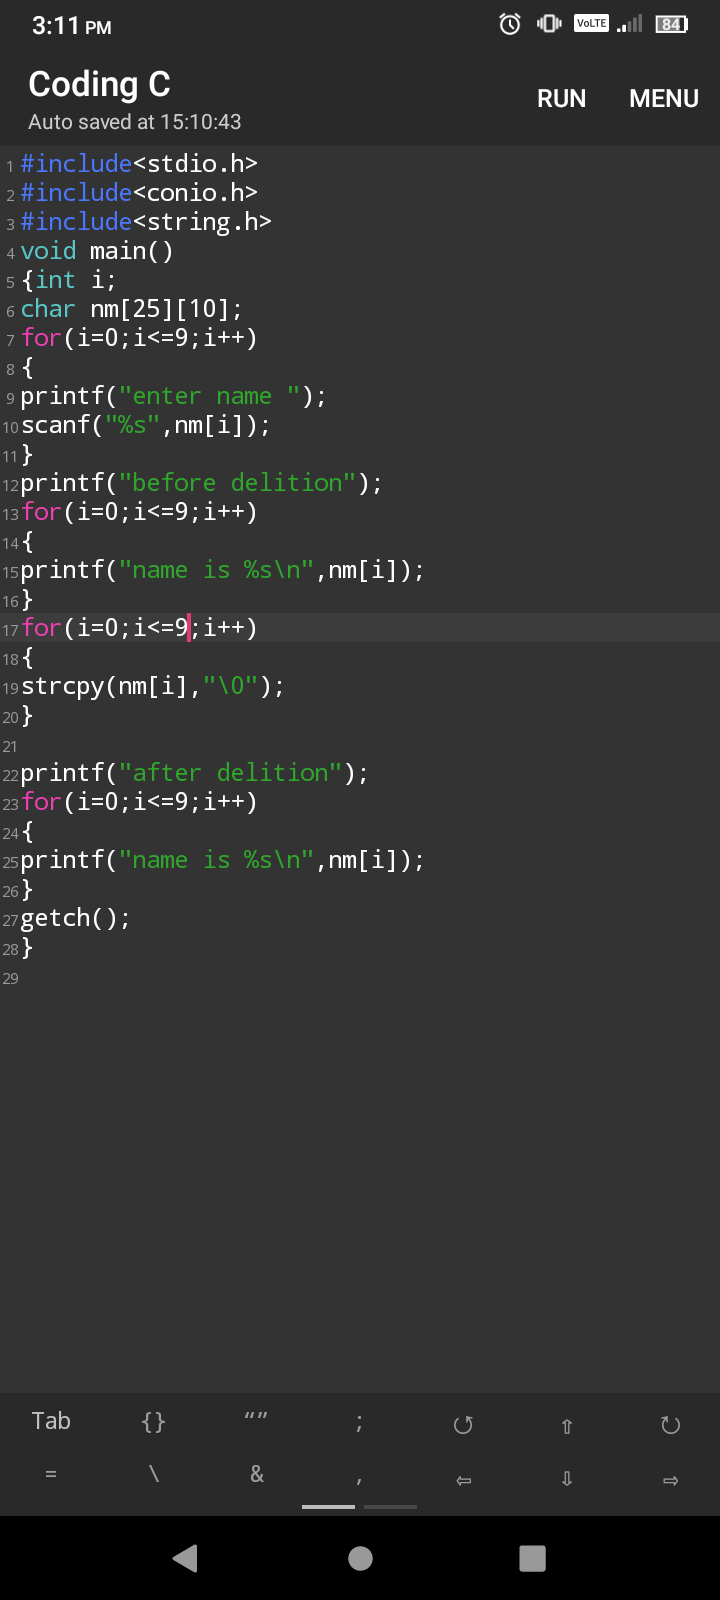 3:11 PM VoLTE 84
Coding C
Auto saved at 15:10:43
RUN MENU
1 #include<stdio.h>
2 #include<conio.h>
3 #include<string.h>
4 void main()
5 {int i;
6 char nm[25][10];
7 for(i=0;i<=9;i++)
8 {
9 printf("enter name ");
10 scanf("%s",nm[i]);
11 }
12 printf("before delition");
13 for(i=0;i<=9;i++)
14 {
15 printf("name is %s\n",nm[i]);
16 }
17 for(i=0;i<=9;i++)
18 {
19 strcpy(nm[i],"\0");
20 }
21
22 printf("after delition");
23 for(i=0;i<=9;i++)
24 {
25 printf("name is %s\n",nm[i]);
26 }
27 getch();
28 }
29
Tab {} “” ; ↺ ⇧ ↻
= \ & , ⇦ ⇩ ⇨